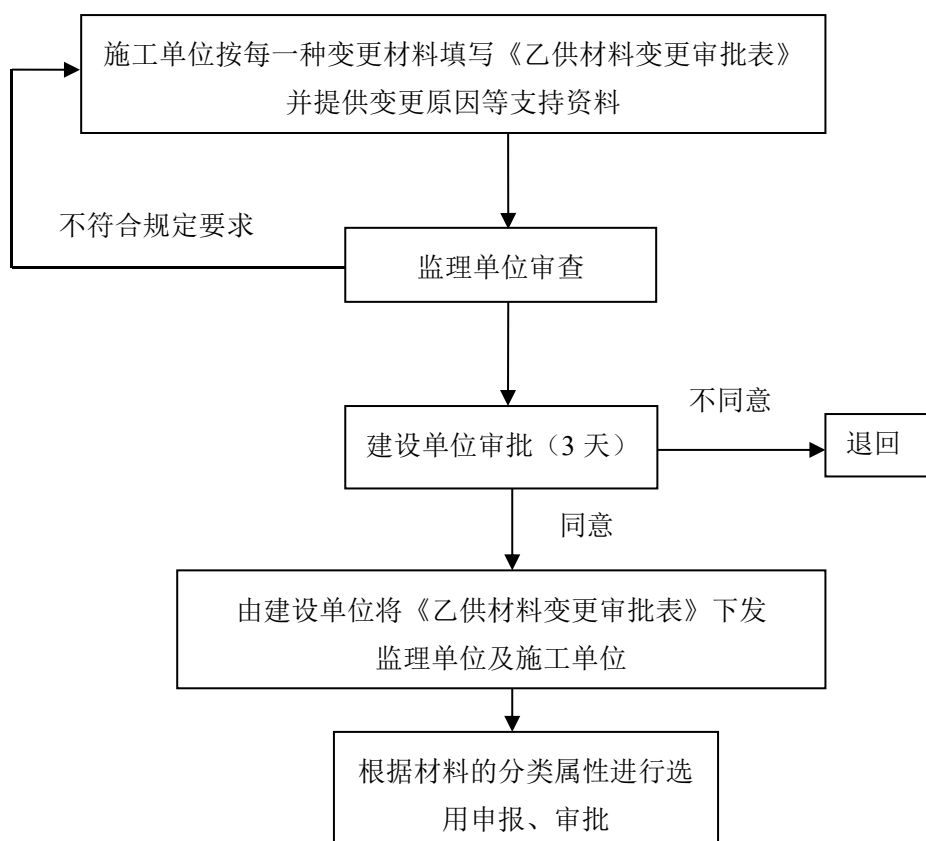 施工单位按每一种变更材料填写《乙供材料变更审批表》
并提供变更原因等支持资料
不符合规定要求
监理单位审查
不同意
建设单位审批（3 天）
退回
同意
由建设单位将《乙供材料变更审批表》下发
监理单位及施工单位
根据材料的分类属性进行选
用申报、审批